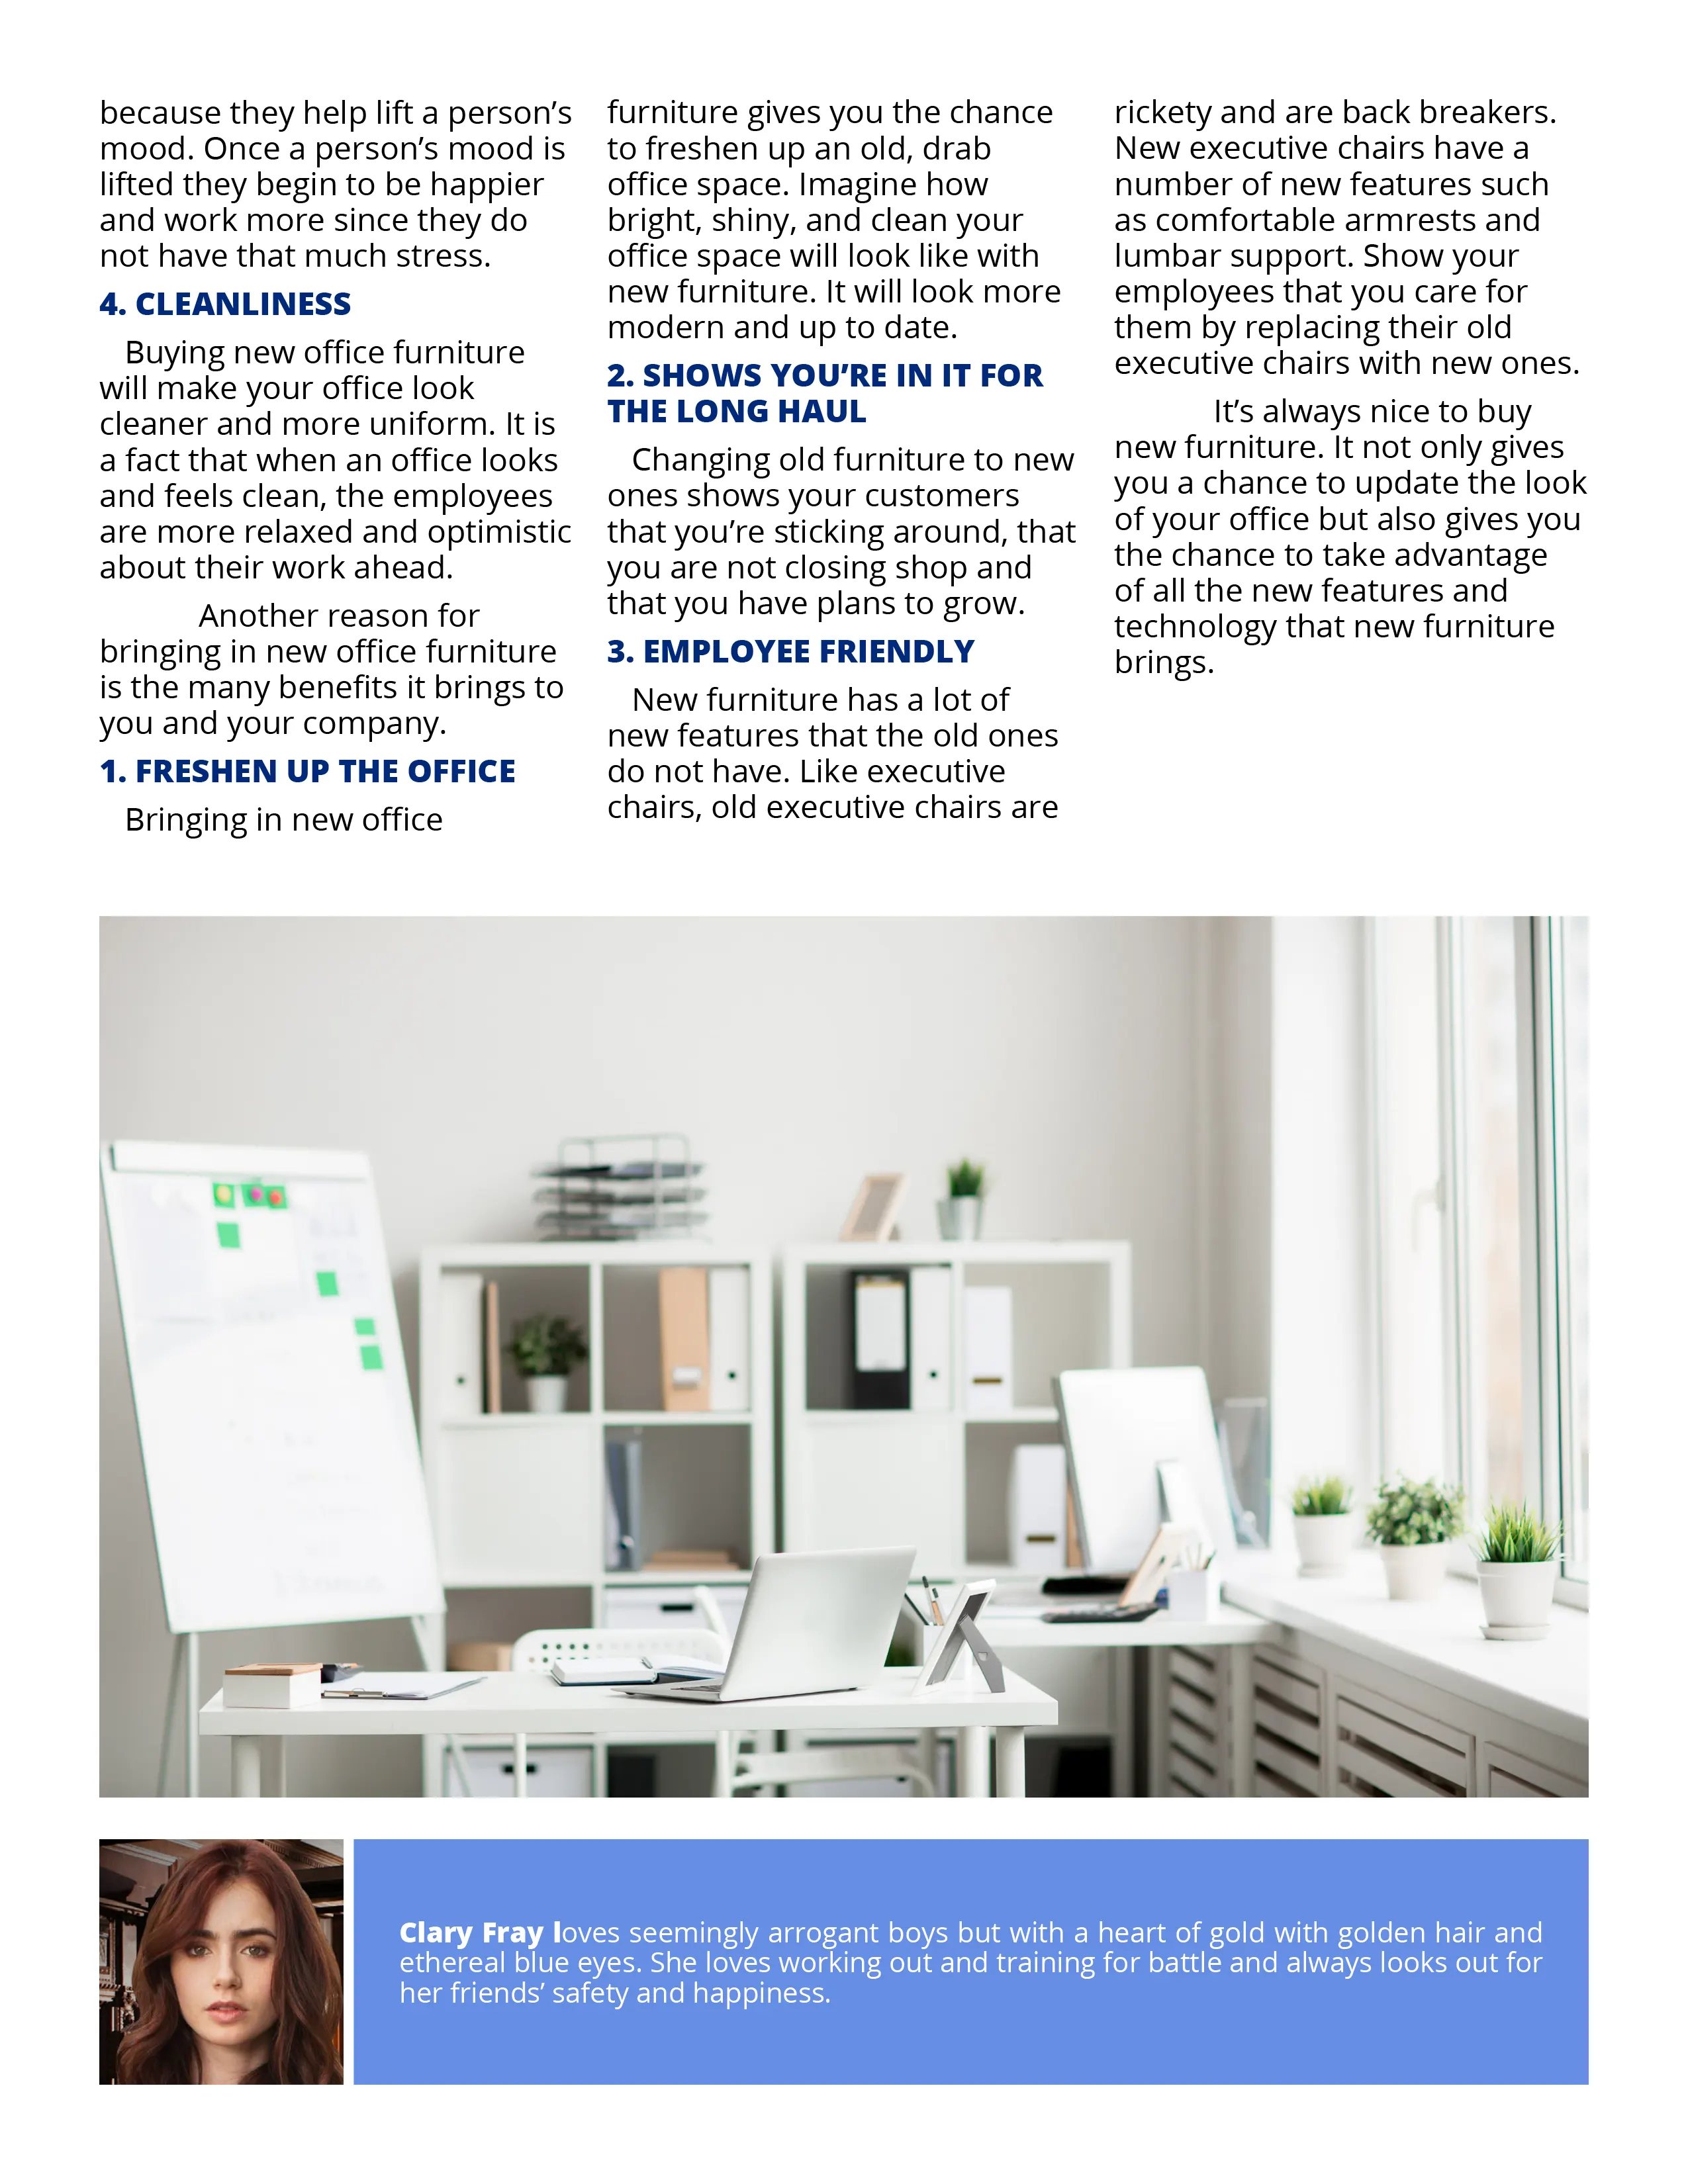 because they help lift a person’s
mood. Once a person’s mood is
lifted they begin to be happier
and work more since they do
not have that much stress.
4. CLEANLINESS
Buying new office furniture
will make your office look
cleaner and more uniform. It is
a fact that when an office looks
and feels clean, the employees
are more relaxed and optimistic
about their work ahead.
Another reason for
bringing in new office furniture
is the many benefits it brings to
you and your company.
1. FRESHEN UP THE OFFICE
Bringing in new office
furniture gives you the chance
to freshen up an old, drab
office space. Imagine how
bright, shiny, and clean your
office space will look like with
new furniture. It will look more
modern and up to date.
2. SHOWS YOU’RE IN IT FOR
THE LONG HAUL
Changing old furniture to new
ones shows your customers
that you’re sticking around, that
you are not closing shop and
that you have plans to grow.
3. EMPLOYEE FRIENDLY
New furniture has a lot of
new features that the old ones
do not have. Like executive
chairs, old executive chairs are
rickety and are back breakers.
New executive chairs have a
number of new features such
as comfortable armrests and
lumbar support. Show your
employees that you care for
them by replacing their old
executive chairs with new ones.
It’s always nice to buy
new furniture. It not only gives
you a chance to update the look
of your office but also gives you
the chance to take advantage
of all the new features and
technology that new furniture
brings.
Clary Fray loves seemingly arrogant boys but with a heart of gold with golden hair and
ethereal blue eyes. She loves working out and training for battle and always looks out for
her friends’ safety and happiness.